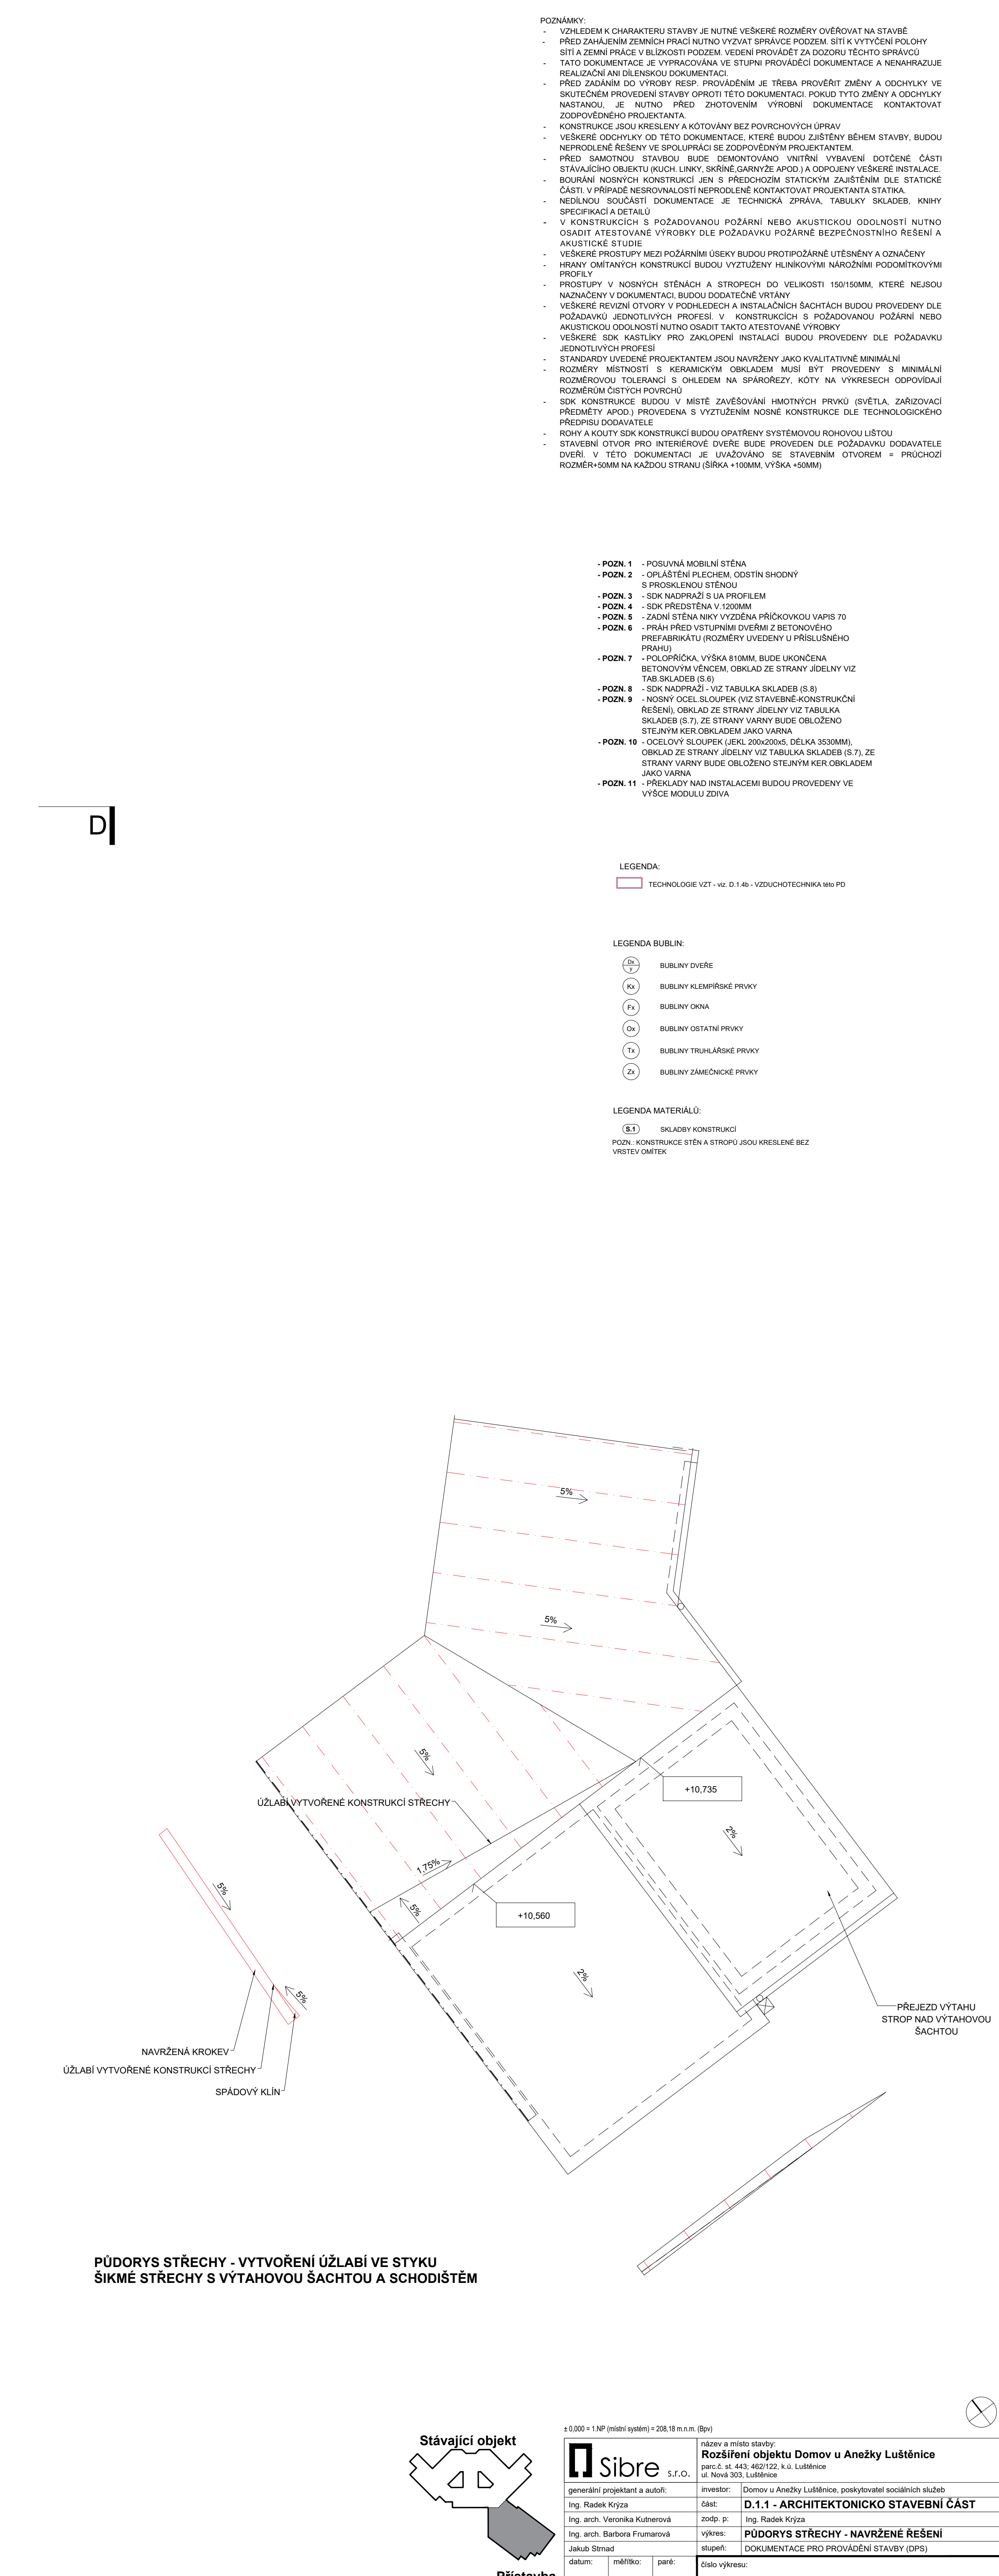 POZNÁMKY:
- VZHLEDEM K CHARAKTERU STAVBY JE NUTNÉ VEŠKERÉ ROZMĚRY OVĚŘOVAT NA STAVBĚ
- PŘED ZAHÁJENÍM ZEMNÍCH PRACÍ NUTNO VYZVAT SPRÁVCE PODZEM. SÍTÍ K VYTYČENÍ POLOHY
SÍTÍ A ZEMNÍ PRÁCE V BLÍZKOSTI PODZEM. VEDENÍ PROVÁDĚT ZA DOZORU TĚCHTO SPRÁVCŮ
- TATO DOKUMENTACE JE VYPRACOVÁNA VE STUPNI PROVÁDĚCÍ DOKUMENTACE A NENAHRAZUJE
REALIZAČNÍ ANI DÍLENSKOU DOKUMENTACI.
- PŘED ZADÁNÍM DO VÝROBY RESP. PROVÁDĚNÍM JE TŘEBA PROVĚŘIT ZMĚNY A ODCHYLKY VE
SKUTEČNÉM PROVEDENÍ STAVBY OPROTI TÉTO DOKUMENTACI. POKUD TYTO ZMĚNY A ODCHYLKY
NASTANOU, JE NUTNO PŘED ZHOTOVENÍM VÝROBNÍ DOKUMENTACE KONTAKTOVAT
ZODPOVĚDNÉHO PROJEKTANTA.
- KONSTRUKCE JSOU KRESLENY A KÓTOVÁNY BEZ POVRCHOVÝCH ÚPRAV
- VEŠKERÉ ODCHYLKY OD TÉTO DOKUMENTACE, KTERÉ BUDOU ZJIŠTĚNY BĚHEM STAVBY, BUDOU
NEPRODLENĚ ŘEŠENY VE SPOLUPRÁCI SE ZODPOVĚDNÝM PROJEKTANTEM.
- PŘED SAMOTNOU STAVBOU BUDE DEMONTOVÁNO VNITŘNÍ VYBAVENÍ DOTČENÉ ČÁSTI
STÁVAJÍCÍHO OBJEKTU (KUCH. LINKY, SKŘÍNĚ,GARNYŽE APOD.) A ODPOJENY VEŠKERÉ INSTALACE.
- BOURÁNÍ NOSNÝCH KONSTRUKCÍ JEN S PŘEDCHOZÍM STATICKÝM ZAJIŠTĚNÍM DLE STATICKÉ
ČÁSTI. V PŘÍPADĚ NESROVNALOSTÍ NEPRODLENĚ KONTAKTOVAT PROJEKTANTA STATIKA.
- NEDÍLNOU SOUČÁSTÍ DOKUMENTACE JE TECHNICKÁ ZPRÁVA, TABULKY SKLADEB, KNIHY
SPECIFIKACÍ A DETAILŮ
- V KONSTRUKCÍCH S POŽADOVANOU POŽÁRNÍ NEBO AKUSTICKOU ODOLNOSTÍ NUTNO
OSADIT ATESTOVANÉ VÝROBKY DLE POŽADAVKU POŽÁRNĚ BEZPEČNOSTNÍHO ŘEŠENÍ A
AKUSTICKÉ STUDIE
- VEŠKERÉ PROSTUPY MEZI POŽÁRNÍMI ÚSEKY BUDOU PROTIPOŽÁRNĚ UTĚSNĚNY A OZNAČENY
- HRANY OMÍTANÝCH KONSTRUKCÍ BUDOU VYZTUŽENY HLINÍKOVÝMI NÁROŽNÍMI PODOMÍTKOVÝMI
PROFILY
- PROSTUPY V NOSNÝCH STĚNÁCH A STROPECH DO VELIKOSTI 150/150MM, KTERÉ NEJSOU
NAZNAČENY V DOKUMENTACI, BUDOU DODATEČNĚ VRTÁNY
- VEŠKERÉ REVIZNÍ OTVORY V PODHLEDECH A INSTALAČNÍCH ŠACHTÁCH BUDOU PROVEDENY DLE
POŽADAVKŮ JEDNOTLIVÝCH PROFESÍ. V KONSTRUKCÍCH S POŽADOVANOU POŽÁRNÍ NEBO
AKUSTICKOU ODOLNOSTÍ NUTNO OSADIT TAKTO ATESTOVANÉ VÝROBKY
- VEŠKERÉ SDK KASTLÍKY PRO ZAKLOPENÍ INSTALACÍ BUDOU PROVEDENY DLE POŽADAVKU
JEDNOTLIVÝCH PROFESÍ
- STANDARDY UVEDENÉ PROJEKTANTEM JSOU NAVRŽENY JAKO KVALITATIVNĚ MINIMÁLNÍ
- ROZMĚRY MÍSTNOSTÍ S KERAMICKÝM OBKLADEM MUSÍ BÝT PROVEDENY S MINIMÁLNÍ
ROZMĚROVOU TOLERANCÍ S OHLEDEM NA SPÁROŘEZY, KÓTY NA VÝKRESECH ODPOVÍDAJÍ
ROZMĚRŮM ČISTÝCH POVRCHŮ
- SDK KONSTRUKCE BUDOU V MÍSTĚ ZAVĚŠOVÁNÍ HMOTNÝCH PRVKŮ (SVĚTLA, ZAŘIZOVACÍ
PŘEDMĚTY APOD.) PROVEDENA S VYZTUŽENÍM NOSNÉ KONSTRUKCE DLE TECHNOLOGICKÉHO
PŘEDPISU DODAVATELE
- ROHY A KOUTY SDK KONSTRUKCÍ BUDOU OPATŘENY SYSTÉMOVOU ROHOVOU LIŠTOU
- STAVEBNÍ OTVOR PRO INTERIÉROVÉ DVEŘE BUDE PROVEDEN DLE POŽADAVKU DODAVATELE
DVEŘÍ. V TÉTO DOKUMENTACI JE UVAŽOVÁNO SE STAVEBNÍM OTVOREM = PRŮCHOZÍ
ROZMĚR+50MM NA KAŽDOU STRANU (ŠÍŘKA +100MM, VÝŠKA +50MM)
- POZN. 1 - POSUVNÁ MOBILNÍ STĚNA
- POZN. 2 - OPLÁŠTĚNÍ PLECHEM, ODSTÍN SHODNÝ
S PROSKLENOU STĚNOU
- POZN. 3 - SDK NADPRAŽÍ S UA PROFILEM
- POZN. 4 - SDK PŘEDSTĚNA V.1200MM
- POZN. 5 - ZADNÍ STĚNA NIKY VYZDĚNA PŘÍČKOVKOU VAPIS 70
- POZN. 6 - PRÁH PŘED VSTUPNÍMI DVEŘMI Z BETONOVÉHO
PREFABRIKÁTU (ROZMĚRY UVEDENY U PŘÍSLUŠNÉHO
PRAHU)
- POZN. 7 - POLOPŘÍČKA, VÝŠKA 810MM, BUDE UKONČENA
BETONOVÝM VĚNCEM, OBKLAD ZE STRANY JÍDELNY VIZ
TAB.SKLADEB (S.6)
- POZN. 8 - SDK NADPRAŽÍ - VIZ TABULKA SKLADEB (S.8)
- POZN. 9 - NOSNÝ OCEL.SLOUPEK (VIZ STAVEBNĚ-KONSTRUKČNÍ
ŘEŠENÍ), OBKLAD ZE STRANY JÍDELNY VIZ TABULKA
SKLADEB (S.7), ZE STRANY VARNY BUDE OBLOŽENO
STEJNÝM KER.OBKLADEM JAKO VARNA
- POZN. 10 - OCELOVÝ SLOUPEK (JEKL 200x200x5, DÉLKA 3530MM),
OBKLAD ZE STRANY JÍDELNY VIZ TABULKY SKLADEB (S.7), ZE
STRANY VARNY BUDE OBLOŽENO STEJNÝM KER.OBKLADEM
JAKO VARNA
- POZN. 11 - PŘEKLADY NAD INSTALACEMI BUDOU PROVEDENY VE
VÝŠCE MODULU ZDIVA
D
LEGENDA:
TECHNOLOGIE VZT - viz. D.1.4b - VZDUCHOTECHNIKA této PD
LEGENDA BUBLIN:
Dx
y
BUBLINY DVEŘE
Kx BUBLINY KLEMPÍŘSKÉ PRVKY
Fx BUBLINY OKNA
Ox BUBLINY OSTATNÍ PRVKY
Tx BUBLINY TRUHLÁŘSKÉ PRVKY
Zx BUBLINY ZÁMEČNICKÉ PRVKY
LEGENDA MATERIÁLŮ:
S.1 SKLADBY KONSTRUKCÍ
POZN.: KONSTRUKCE STĚN A STROPŮ JSOU KRESLENÉ BEZ
VRSTEV OMÍTEK
5%
5%
5%
ÚŽLABÍ VYTVOŘENÉ KONSTRUKCÍ STŘECHY
+10,735
2%
1,75%
5%
5%
+10,560
2%
5%
PŘEJEZD VÝTAHU
STROP NAD VÝTAHOVOU
ŠACHTOU
NAVRŽENÁ KROKEV
ÚŽLABÍ VYTVOŘENÉ KONSTRUKCÍ STŘECHY
SPÁDOVÝ KLÍN
PŮDORYS STŘECHY - VYTVOŘENÍ ÚŽLABÍ VE STYKU
ŠIKMÉ STŘECHY S VÝTAHOVOU ŠACHTOU A SCHODIŠTĚM
± 0,000 = 1.NP (místní systém) = 208,18 m.n.m. (Bpv)
Stávající objekt
Přístavba
Sibre s.r.o.
název a místo stavby:
Rozšíření objektu Domov u Anežky Luštěnice
parc.č. st. 443; 462/122, k.ú. Luštěnice
ul. Nová 303, Luštěnice
generální projektant a autoři:
investor: Domov u Anežky Luštěnice, poskytovatel sociálních služeb
Ing. Radek Krýza
část: D.1.1 - ARCHITEKTONICKO STAVEBNÍ ČÁST
Ing. arch. Veronika Kutnerová
zodp. p: Ing. Radek Krýza
Ing. arch. Barbora Frumarová
výkres: PŮDORYS STŘECHY - NAVRŽENÉ ŘEŠENÍ
Jakub Strnad
stupeň: DOKUMENTACE PRO PROVÁDĚNÍ STAVBY (DPS)
datum: měřítko: paré:
číslo výkresu: